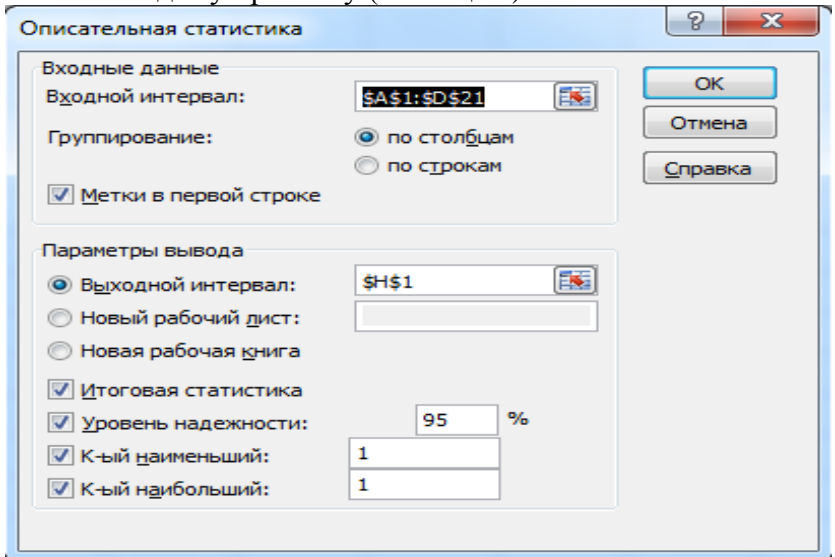 Описательная статистика
Входные данные
Входной интервал: $A$1:$D$21
Группирование: по столбцам
по строкам
Метки в первой строке
OK
Отмена
Справка
Параметры вывода
Выходной интервал: $H$1
Новый рабочий лист:
Новая рабочая книга
Итоговая статистика
Уровень надежности: 95 %
К-ый наименьший: 1
К-ый наибольший: 1